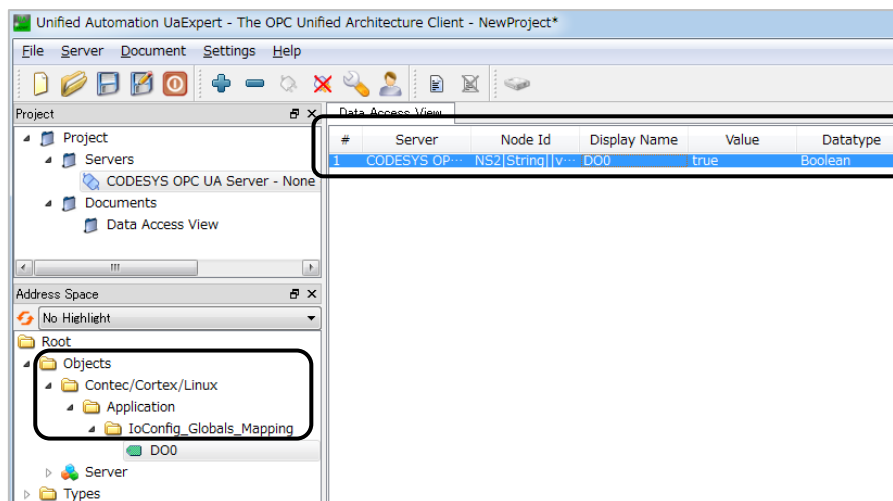 Unified Automation UaExpert - The OPC Unified Architecture Client - NewProject*
File Server Document Settings Help
Project
Data Access View
# Server Node Id Display Name Value Datatype
1 CODESYS OP··· NS2|String||v··· DO0 true Boolean
Project
Servers
CODESYS OPC UA Server - None
Documents
Data Access View
Address Space
No Highlight
Root
Objects
Contec/Cortex/Linux
Application
IoConfig_Globals_Mapping
DO0
Server
Types